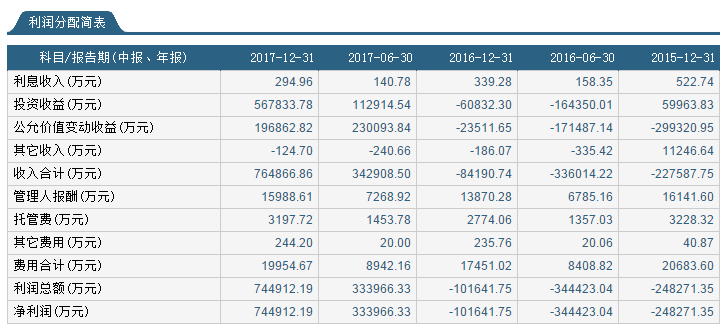 利润分配简表
科目/报告期(中报、年报) 2017-12-31 2017-06-30 2016-12-31 2016-06-30 2015-12-31
利息收入(万元) 294.96 140.78 339.28 158.35 522.74
投资收益(万元) 567833.78 112914.54 -60832.30 -164350.01 59963.83
公允价值变动收益(万元) 196862.82 230093.84 -23511.65 -171487.14 -299320.95
其它收入(万元) -124.70 -240.66 -186.07 -335.42 11246.64
收入合计(万元) 764866.86 342908.50 -84190.74 -336014.22 -227587.75
管理人报酬(万元) 15988.61 7268.92 13870.28 6785.16 16141.60
托管费(万元) 3197.72 1453.78 2774.06 1357.03 3228.32
其它费用(万元) 244.20 20.00 235.76 20.06 40.87
费用合计(万元) 19954.67 8942.16 17451.02 8408.82 20683.60
利润总额(万元) 744912.19 333966.33 -101641.75 -344423.04 -248271.35
净利润(万元) 744912.19 333966.33 -101641.75 -344423.04 -248271.35